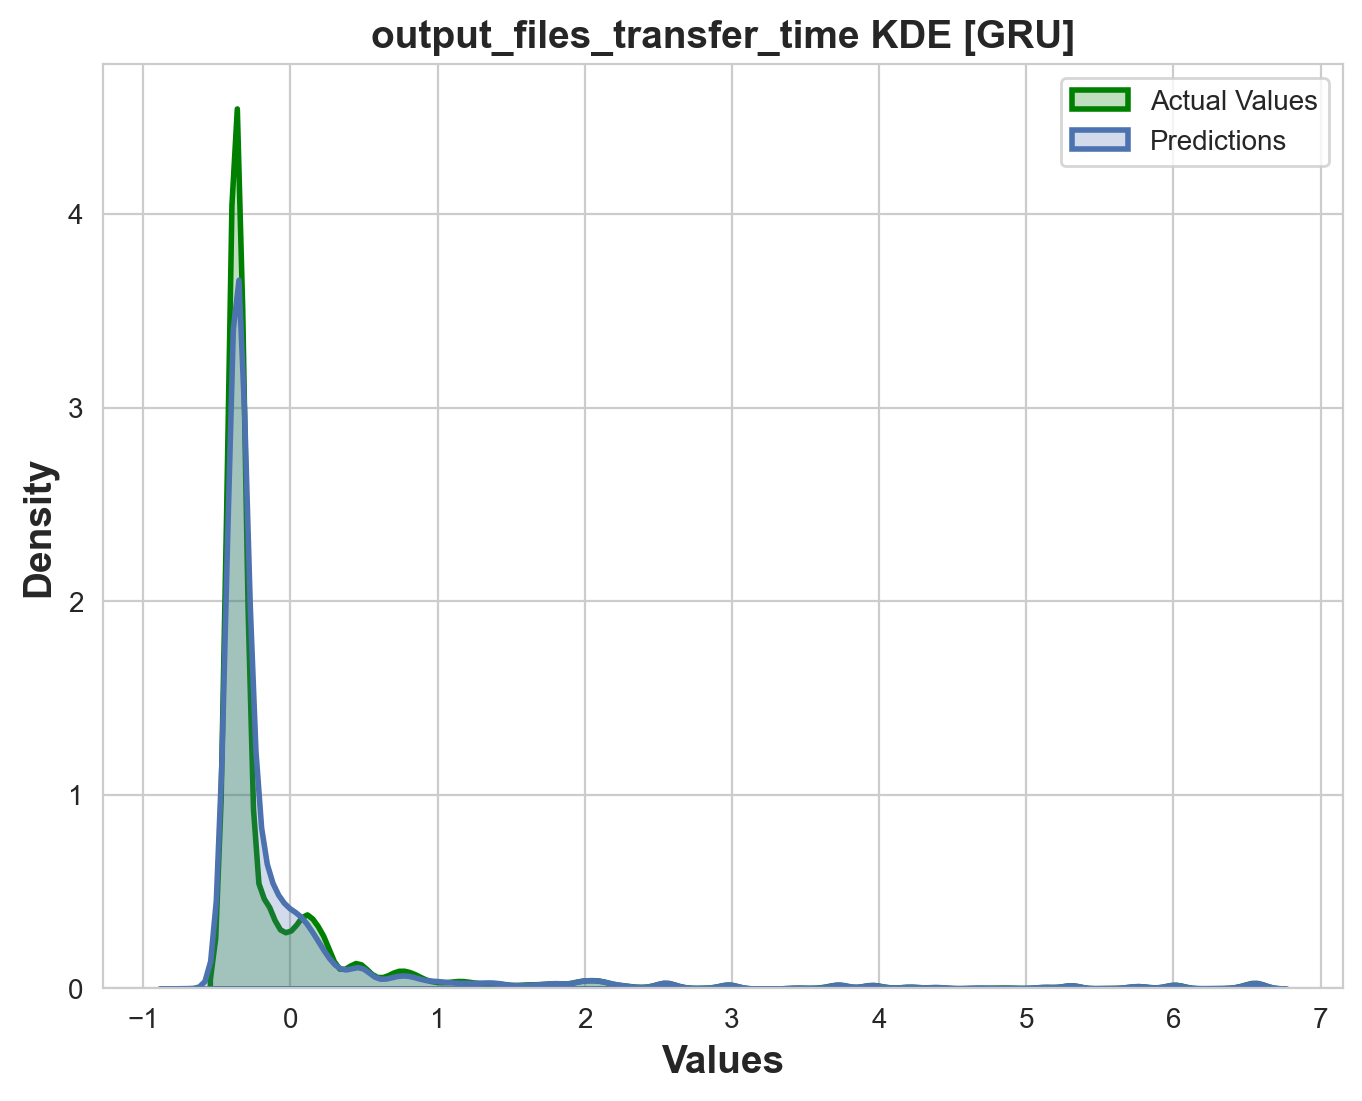 output_files_transfer_time KDE [GRU]
Actual Values
Predictions
Density
4
3
2
1
0
−1 0 1 2 3 4 5 6 7
Values